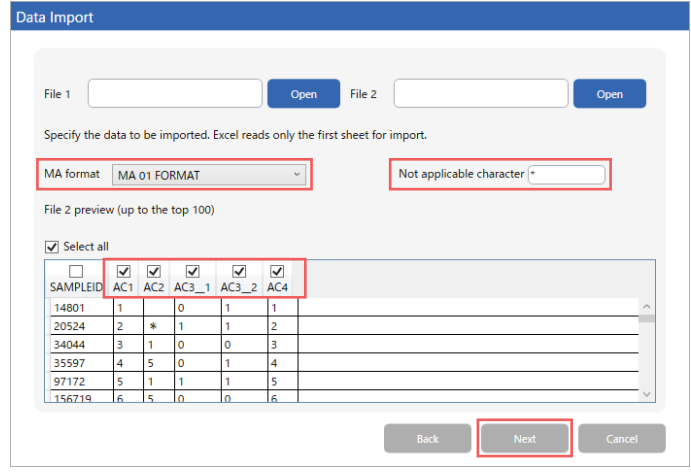 Data Import
File 1 Open File 2 Open
Specify the data to be imported. Excel reads only the first sheet for import.
MA format MA 01 FORMAT Not applicable character *
File 2 preview (up to the top 100)
Select all
SAMPLEID AC1 AC2 AC3__1 AC3__2 AC4
14801 1 0 1 1
20524 2 * 1 1 2
34044 3 1 0 0 3
35597 4 5 0 1 4
97172 5 1 1 1 5
156719 6 5 0 0 6
Back Next Cancel